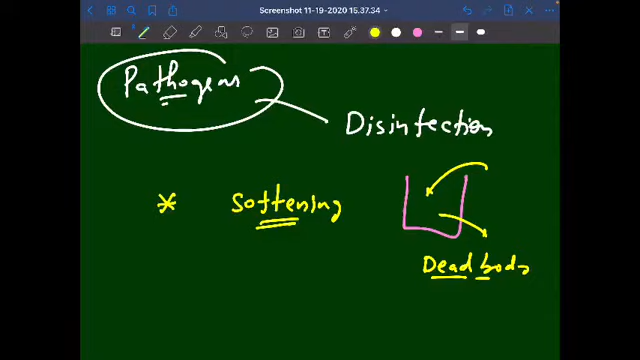 Screenshot 11-19-2020 15.37.34
Pathogens
Disinfection
* Softening
Dead body